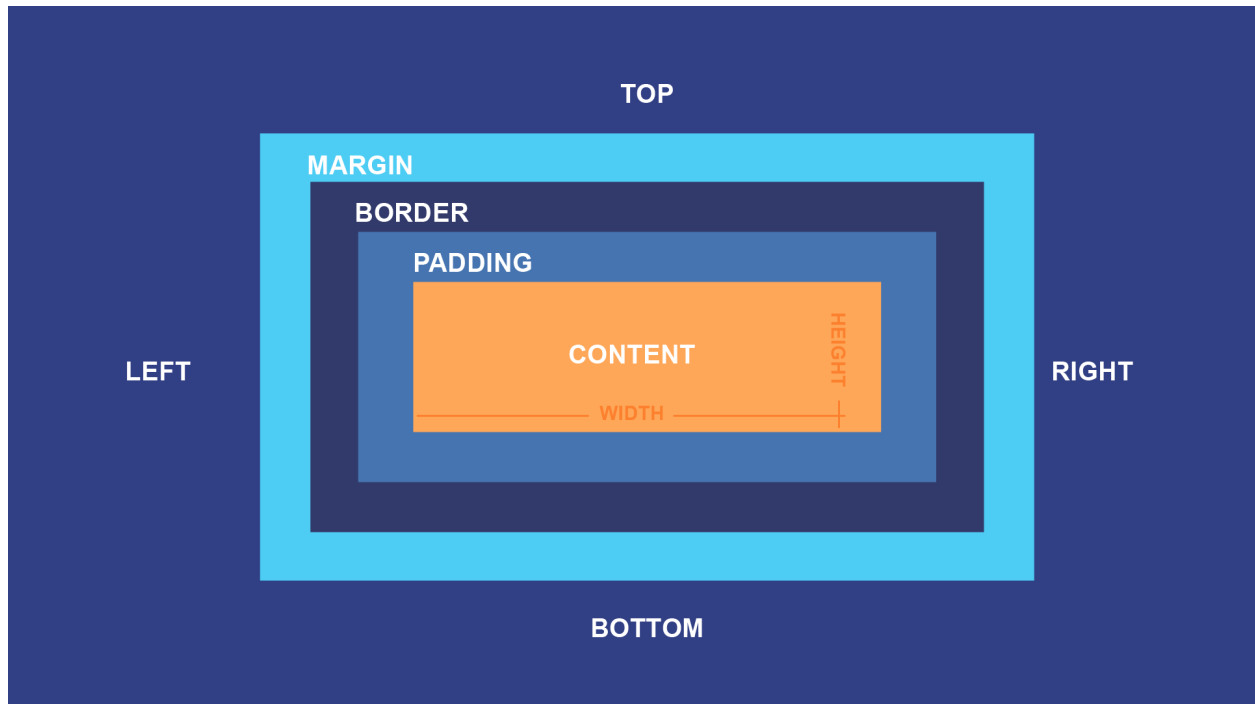 TOP
MARGIN
BORDER
PADDING
CONTENT
HEIGHT
WIDTH
LEFT
RIGHT
BOTTOM